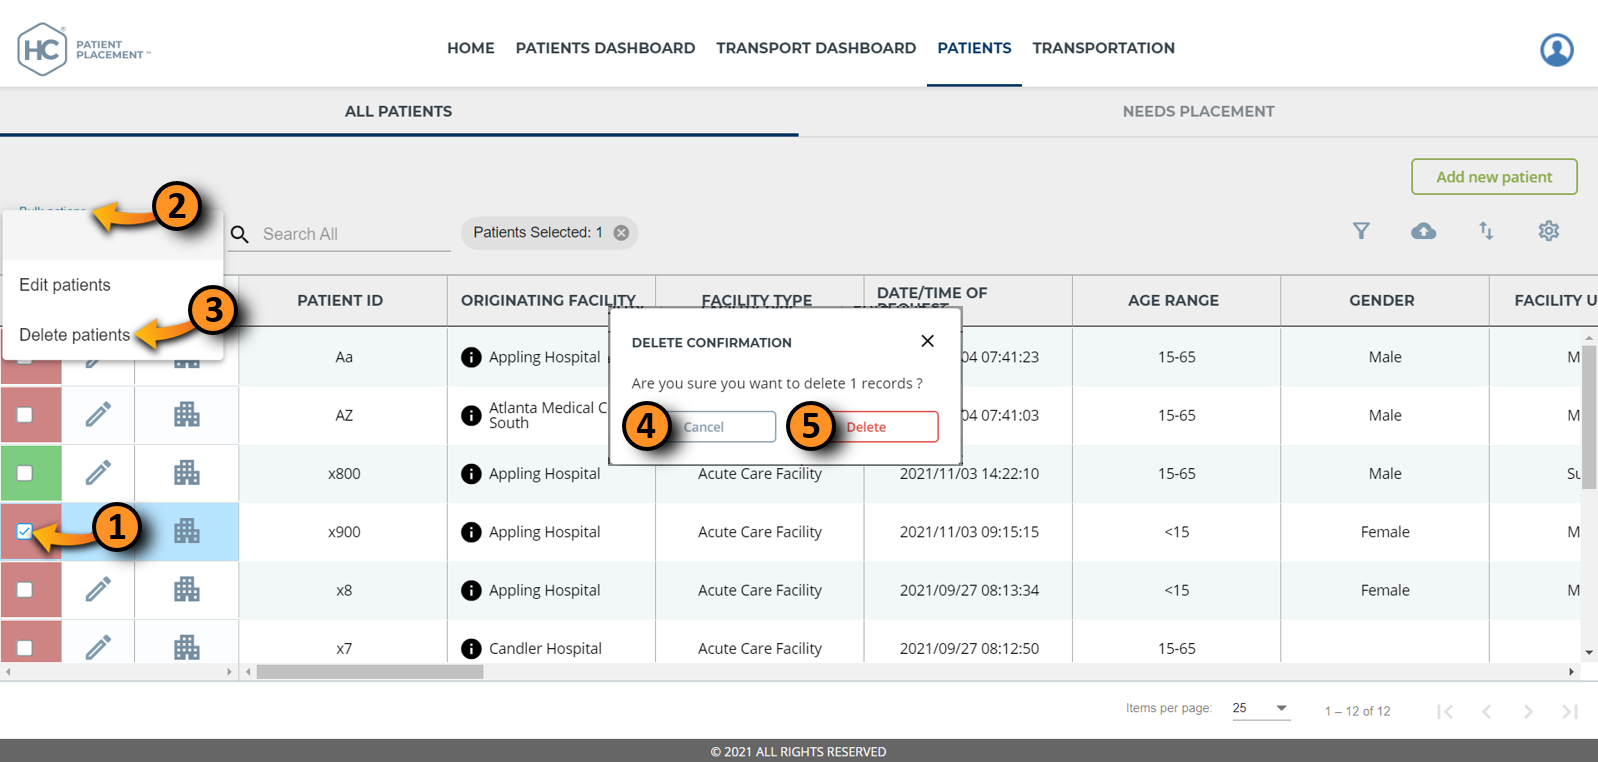 HC PATIENT PLACEMENT™
HOME PATIENTS DASHBOARD TRANSPORT DASHBOARD PATIENTS TRANSPORTATION
ALL PATIENTS NEEDS PLACEMENT
Add new patient
2
Search All
Patients Selected: 1
Edit patients
3
Delete patients
PATIENT ID ORIGINATING FACILITY FACILITY TYPE DATE/TIME OF REQUEST AGE RANGE GENDER FACILITY U
DELETE CONFIRMATION
Are you sure you want to delete 1 records ?
4 Cancel 5 Delete
Aa Appling Hospital 04 07:41:23 15-65 Male M
AZ Atlanta Medical C 04 07:41:03 15-65 Male M
South
x800 Appling Hospital Acute Care Facility 2021/11/03 14:22:10 15-65 Male Su
1 x900 Appling Hospital Acute Care Facility 2021/11/03 09:15:15 <15 Female
x8 Appling Hospital Acute Care Facility 2021/09/27 08:13:34 <15 Female M
x7 Candler Hospital Acute Care Facility 2021/09/27 08:12:50 15-65 M
Items per page: 25 1 – 12 of 12
© 2021 ALL RIGHTS RESERVED